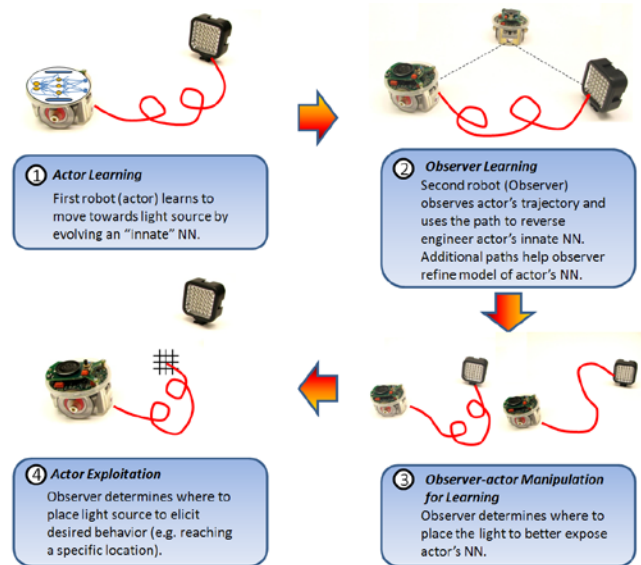 1 Actor Learning
First robot (actor) learns to
move towards light source by
evolving an “innate” NN.
2 Observer Learning
Second robot (Observer)
observes actor’s trajectory and
uses the path to reverse
engineer actor’s innate NN.
Additional paths help observer
refine model of actor’s NN.
3 Observer-actor Manipulation
for Learning
Observer determines where to
place the light to better expose
actor’s NN.
4 Actor Exploitation
Observer determines where to
place light source to elicit
desired behavior (e.g. reaching
a specific location).